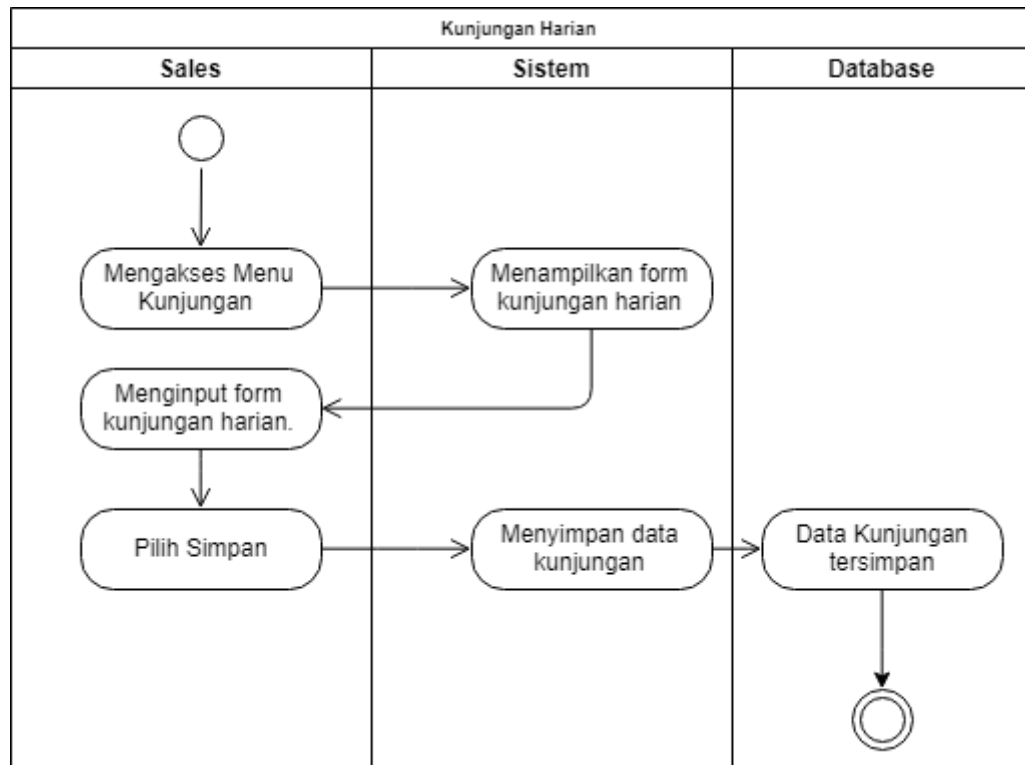 Kunjungan Harian
Sales
Sistem
Database
Mengakses Menu
Kunjungan
Menampilkan form
kunjungan harian
Menginput form
kunjungan harian.
Pilih Simpan
Menyimpan data
kunjungan
Data Kunjungan
tersimpan